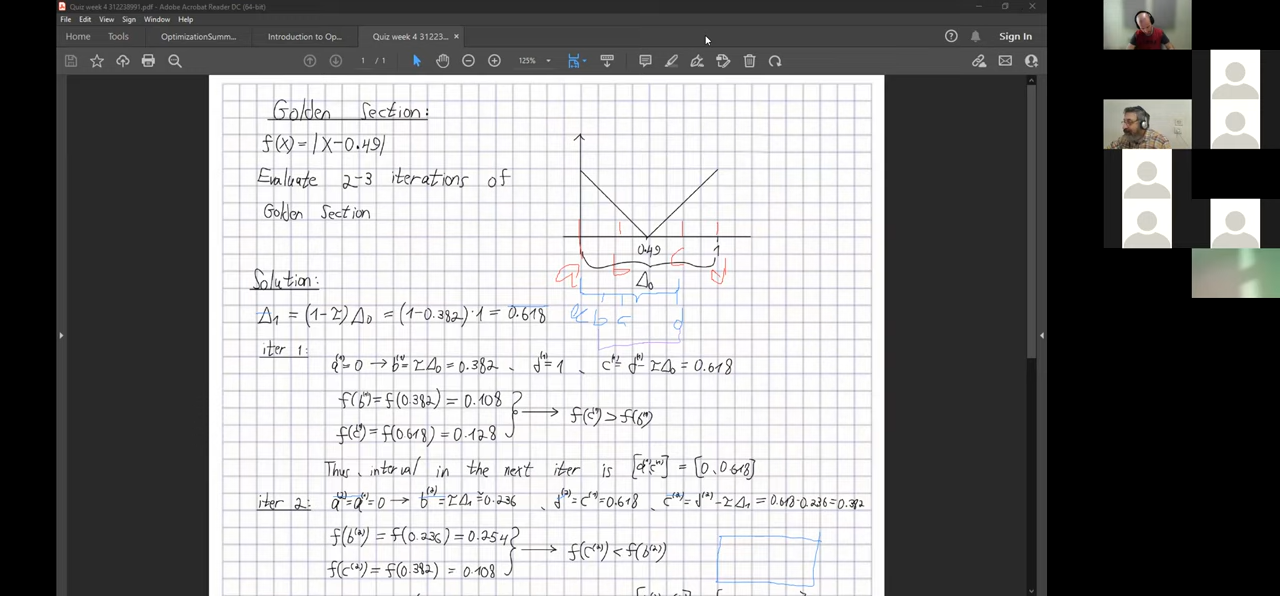 Quiz week 4 312238991.pdf - Adobe Acrobat Reader DC (64-bit)
File Edit View Sign Window Help
Home Tools OptimizationSumm... Introduction to Op... Quiz week 4 31223... × Sign In
1 / 1 125%
Golden Section:
f(x)=|x-0.49|
Evaluate 2-3 iterations of
Golden Section
0.49 1
a b c d
Δ₀
Solution:
Δ₁ = (1-τ)Δ₀ = (1-0.382)·1 = 0.618
a b c d
iter 1:
a⁽¹⁾=0 → b⁽¹⁾=τΔ₀=0.382 , d⁽¹⁾=1 , c⁽¹⁾=d⁽¹⁾-τΔ₀=0.618
f(b⁽¹⁾)=f(0.382)=0.108
f(c⁽¹⁾)=f(0.618)=0.128
→ f(c⁽¹⁾)>f(b⁽¹⁾)
Thus, interval in the next iter is [a⁽¹⁾,c⁽¹⁾] = [0,0.618]
iter 2: a⁽²⁾=a⁽¹⁾=0 → b⁽²⁾=τΔ₁≅0.236 , d⁽²⁾=c⁽¹⁾=0.618 , c⁽²⁾=d⁽²⁾-τΔ₁=0.618-0.236=0.382
f(b⁽²⁾)=f(0.236)=0.254
f(c⁽²⁾)=f(0.382)=0.108
→ f(c⁽²⁾)<f(b⁽²⁾)